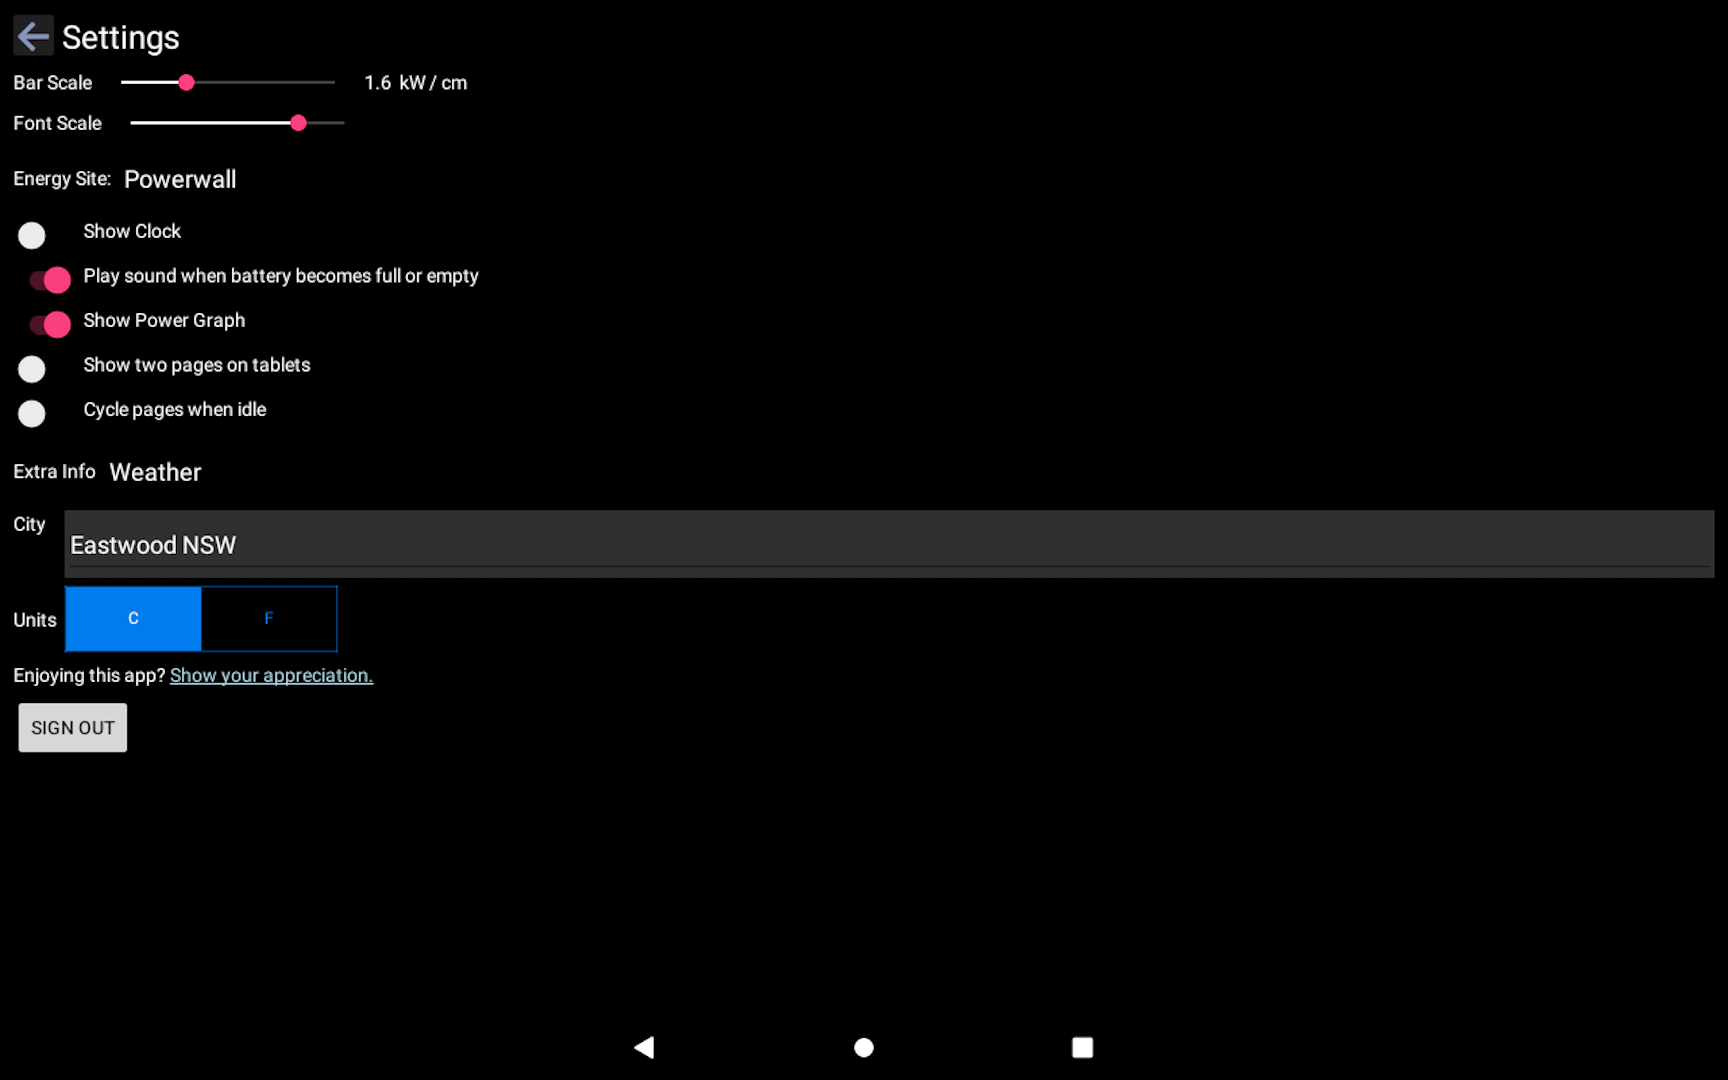 Settings
Bar Scale 1.6 kW / cm
Font Scale
Energy Site: Powerwall
Show Clock
Play sound when battery becomes full or empty
Show Power Graph
Show two pages on tablets
Cycle pages when idle
Extra Info Weather
City Eastwood NSW
Units C F
Enjoying this app? Show your appreciation.
SIGN OUT